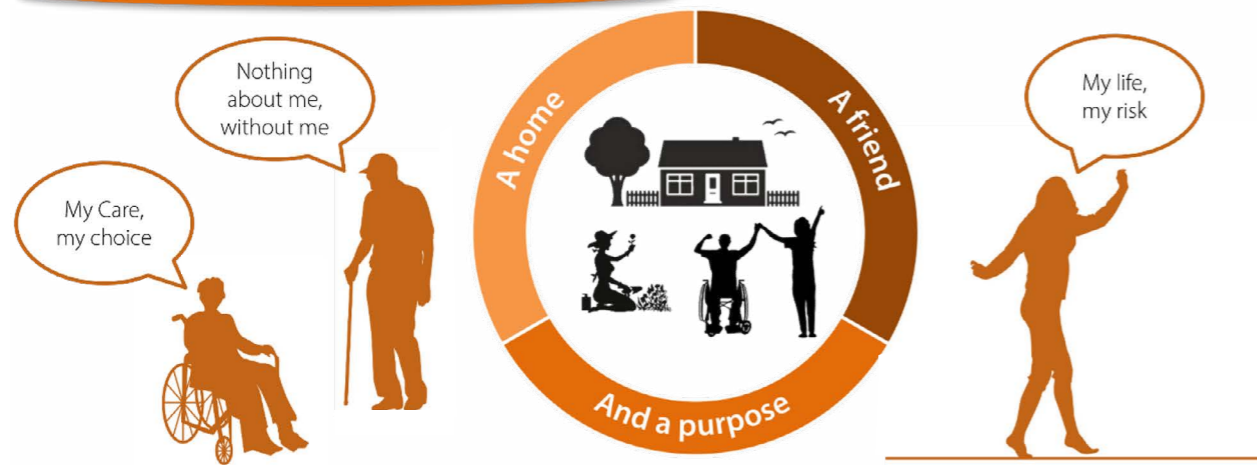 My Care,
my choice
Nothing
about me,
without me
A home
A friend
And a purpose
My life,
my risk